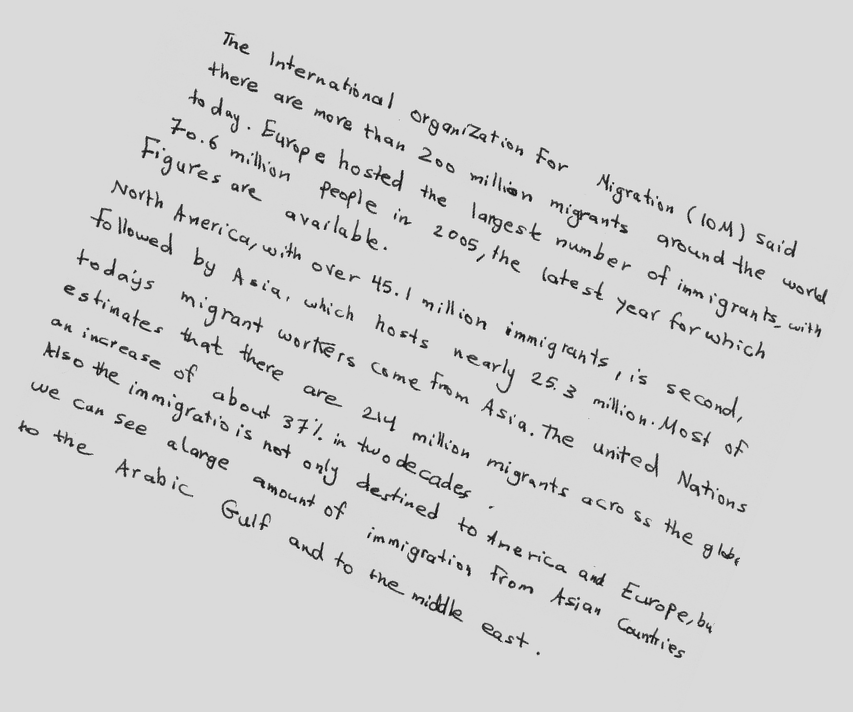 The International organization for Migration (IOM) said
there are more than 200 million migrants around the world
today. Europe hosted the largest number of immigrants, with
70.6 million people in 2005, the latest year for which
Figures are available.
North America, with over 45.1 million immigrants, is second,
followed by Asia, which hosts nearly 25.3 million. Most of
today's migrant workers come from Asia. The united Nations
estimates that there are 214 million migrants across the globe
an increase of about 37% in two decades.
Also the immigratio is not only destined to America and Europe, bu
we can see alarge amount of immigration from Asian Countries
to the Arabic Gulf and to the middle east.